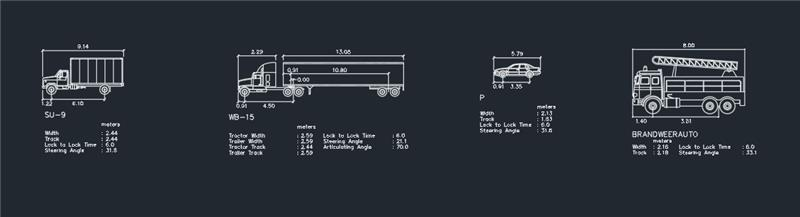 9.14
1.22
6.10
SU-9
meters
Width : 2.44
Track : 2.44
Lock to Lock Time : 6.0
Steering Angle : 31.8
2.29
13.08
0.91
10.80
0.00
0.91
4.50
WB-15
meters
Tractor Width : 2.59 Lock to Lock Time : 6.0
Trailer Width : 2.59 Steering Angle : 21.1
Tractor Track : 2.44 Articulating Angle : 70.0
Trailer Track : 2.59
5.79
0.91
3.35
P
meters
Width : 2.13
Track : 1.83
Lock to Lock Time : 6.0
Steering Angle : 31.6
8.00
1.40
BRANDWEERAUTO
meters
Width : 2.16 Lock to Lock Time : 6.0
Track : 2.18 Steering Angle : 33.1